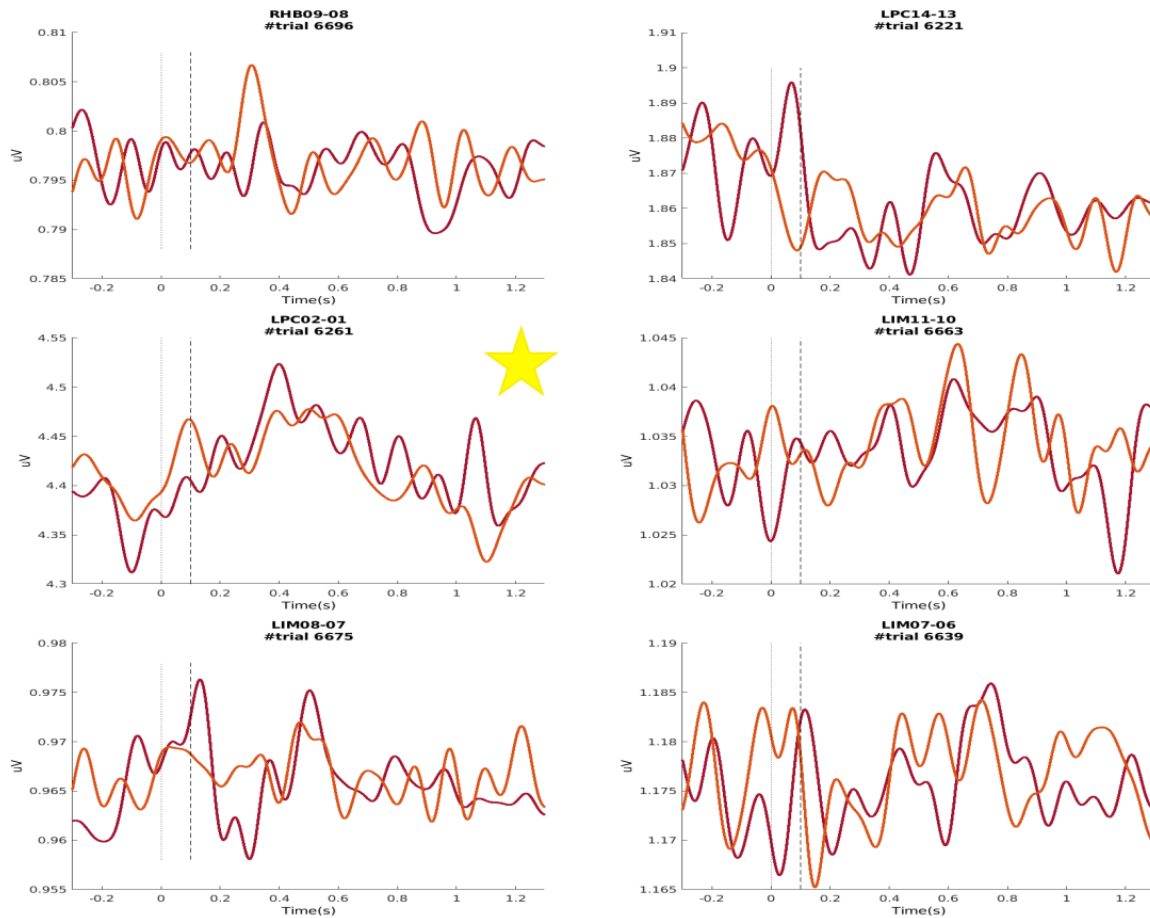 RHB09-08
#trial 6696
0.81
0.805
0.8
0.795
0.79
0.785
uV
-0.2 0 0.2 0.4 0.6 0.8 1 1.2
Time(s)
LPC14-13
#trial 6221
1.91
1.9
1.89
1.88
1.87
1.86
1.85
1.84
uV
-0.2 0 0.2 0.4 0.6 0.8 1 1.2
Time(s)
LPC02-01
#trial 6261
4.55
4.5
4.45
4.4
4.35
4.3
uV
-0.2 0 0.2 0.4 0.6 0.8 1 1.2
Time(s)
LIM11-10
#trial 6663
1.045
1.04
1.035
1.03
1.025
1.02
uV
-0.2 0 0.2 0.4 0.6 0.8 1 1.2
Time(s)
LIM08-07
#trial 6675
0.98
0.975
0.97
0.965
0.96
0.955
uV
-0.2 0 0.2 0.4 0.6 0.8 1 1.2
Time(s)
LIM07-06
#trial 6639
1.19
1.185
1.18
1.175
1.17
1.165
uV
-0.2 0 0.2 0.4 0.6 0.8 1 1.2
Time(s)